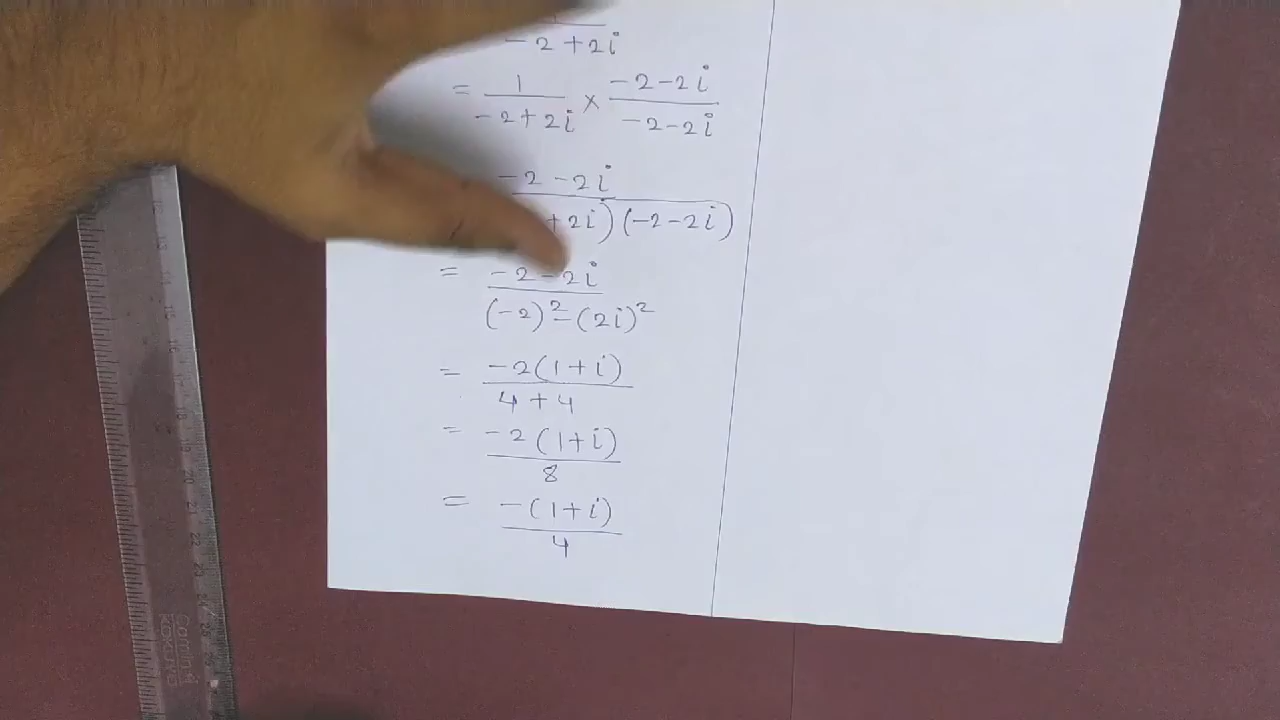 -2+2i
= 1/(-2+2i) × (-2-2i)/(-2-2i)
-2-2i
+2i)(-2-2i)
= (-2-2i)/((-2)²-(2i)²)
= -2(1+i)/(4+4)
= -2(1+i)/8
= -(1+i)/4